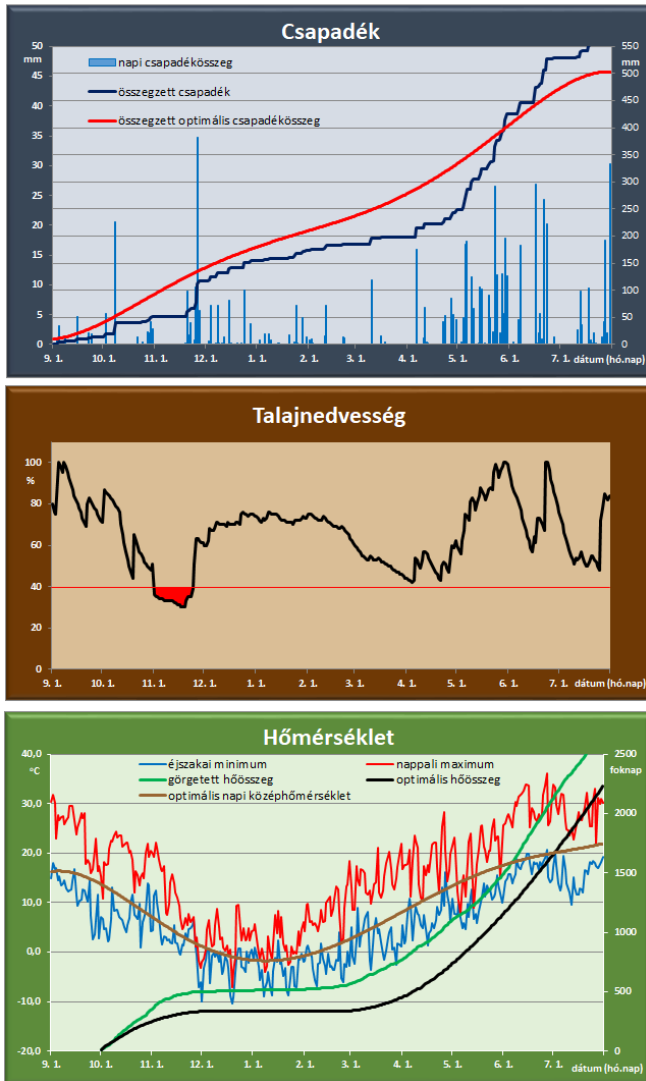 Csapadék
50 550
mm mm
45 500
40 450
35 400
30 350
25 300
20 250
15 200
10 150
5 100
0 50
0
napi csapadékösszeg
összegzett csapadék
összegzett optimális csapadékösszeg
9. 1. 10. 1. 11. 1. 12. 1. 1. 1. 2. 1. 3. 1. 4. 1. 5. 1. 6. 1. 7. 1. dátum (hó.nap)
Talajnedvesség
100
%
80
60
40
20
0
9. 1. 10. 1. 11. 1. 12. 1. 1. 1. 2. 1. 3. 1. 4. 1. 5. 1. 6. 1. 7. 1. dátum (hó.nap)
Hőmérséklet
40,0 2500
°C foknap
éjszakai minimum nappali maximum
görgetett hőösszeg optimális hőösszeg
optimális napi középhőmérséklet
30,0 2000
20,0 1500
10,0
0,0 1000
-10,0 500
-20,0 0
9. 1. 10. 1. 11. 1. 12. 1. 1. 1. 2. 1. 3. 1. 4. 1. 5. 1. 6. 1. 7. 1.
dátum (hó.nap)